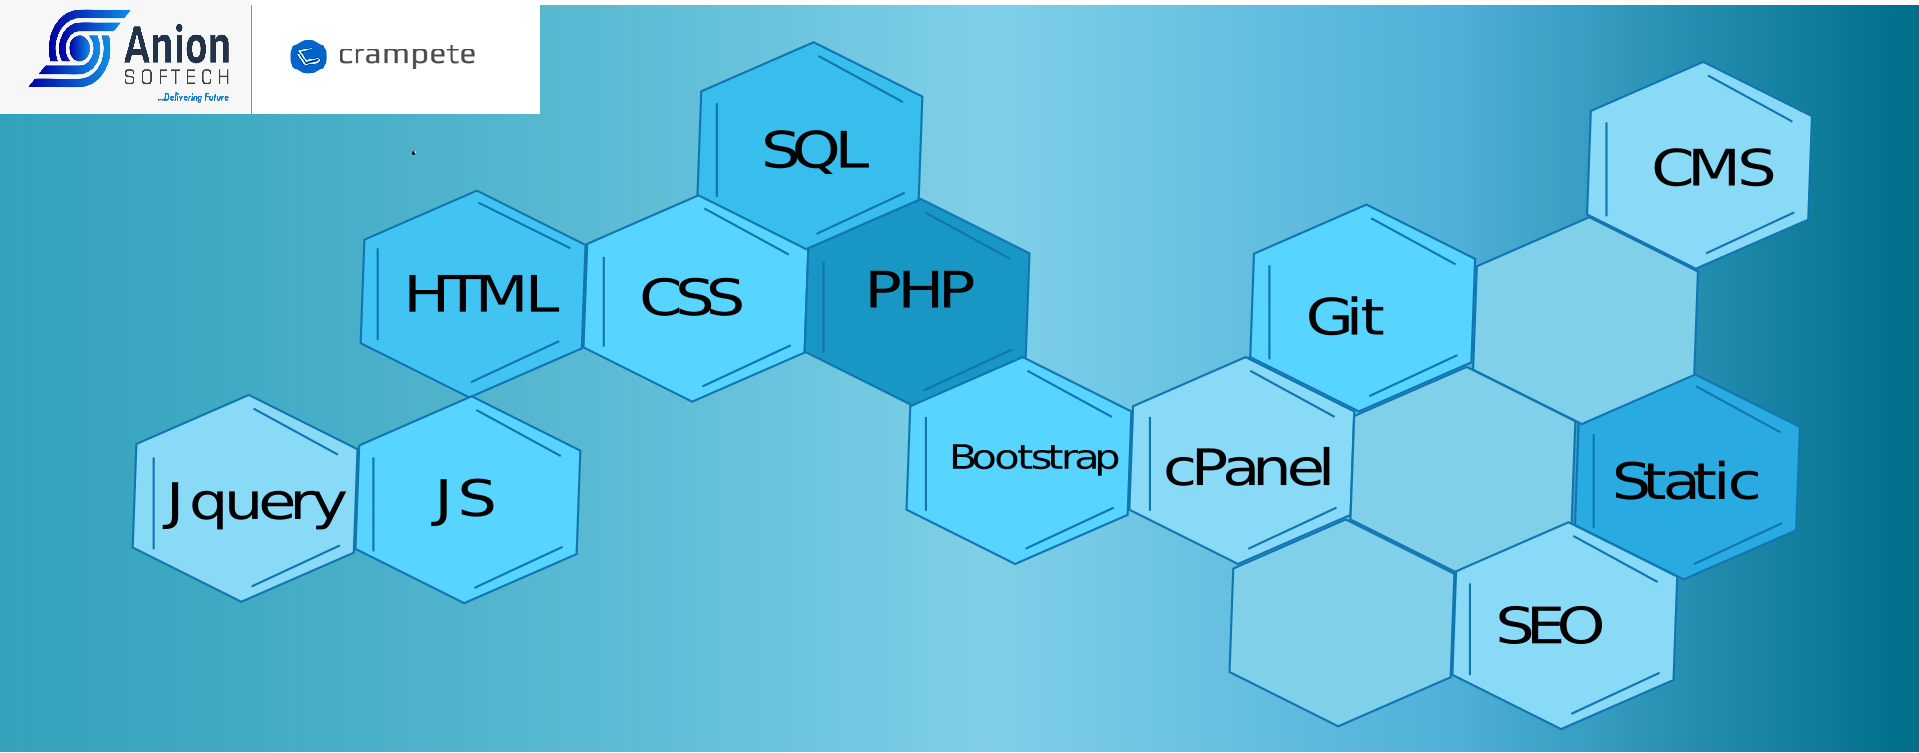 Anion
SOFTECH
...Delivering Future
crampete
SQL
CMS
HTML
CSS
PHP
Git
Jquery
JS
Bootstrap
cPanel
Static
SEO